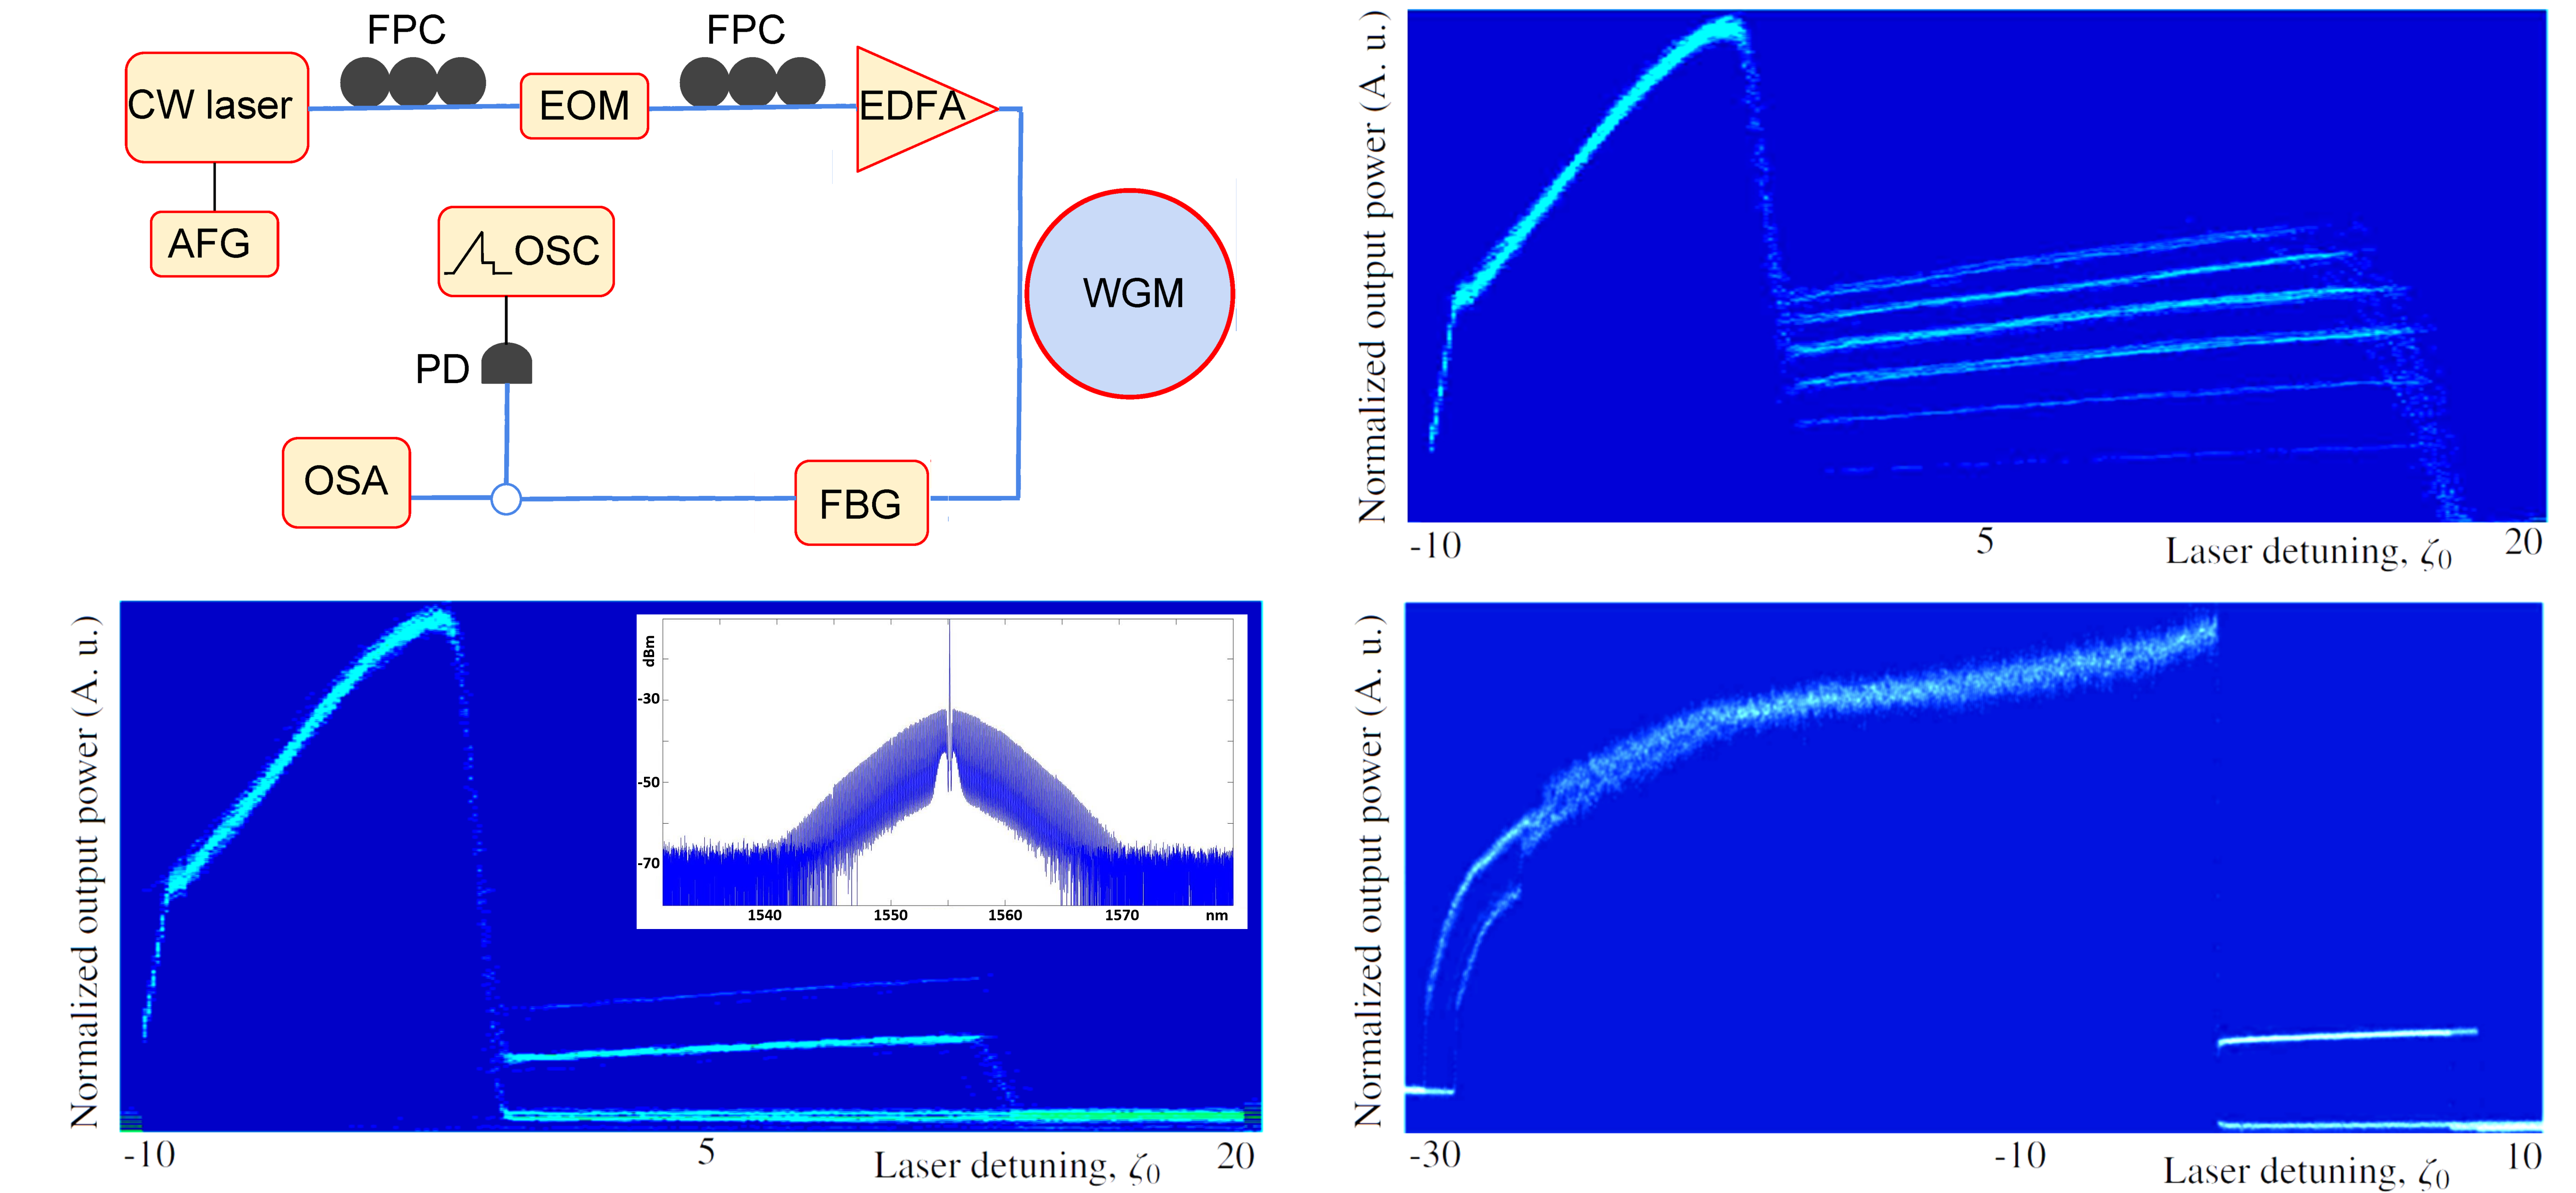 FPC
FPC
CW laser
EOM
EDFA
AFG
OSC
WGM
PD
OSA
FBG
Normalized output power (A. u.)
-10
5
20
Laser detuning, ζ0
Normalized output power (A. u.)
dBm
-30
-50
-70
1540
1550
1560
1570
nm
-10
5
20
Laser detuning, ζ0
Normalized output power (A. u.)
-30
-10
10
Laser detuning, ζ0